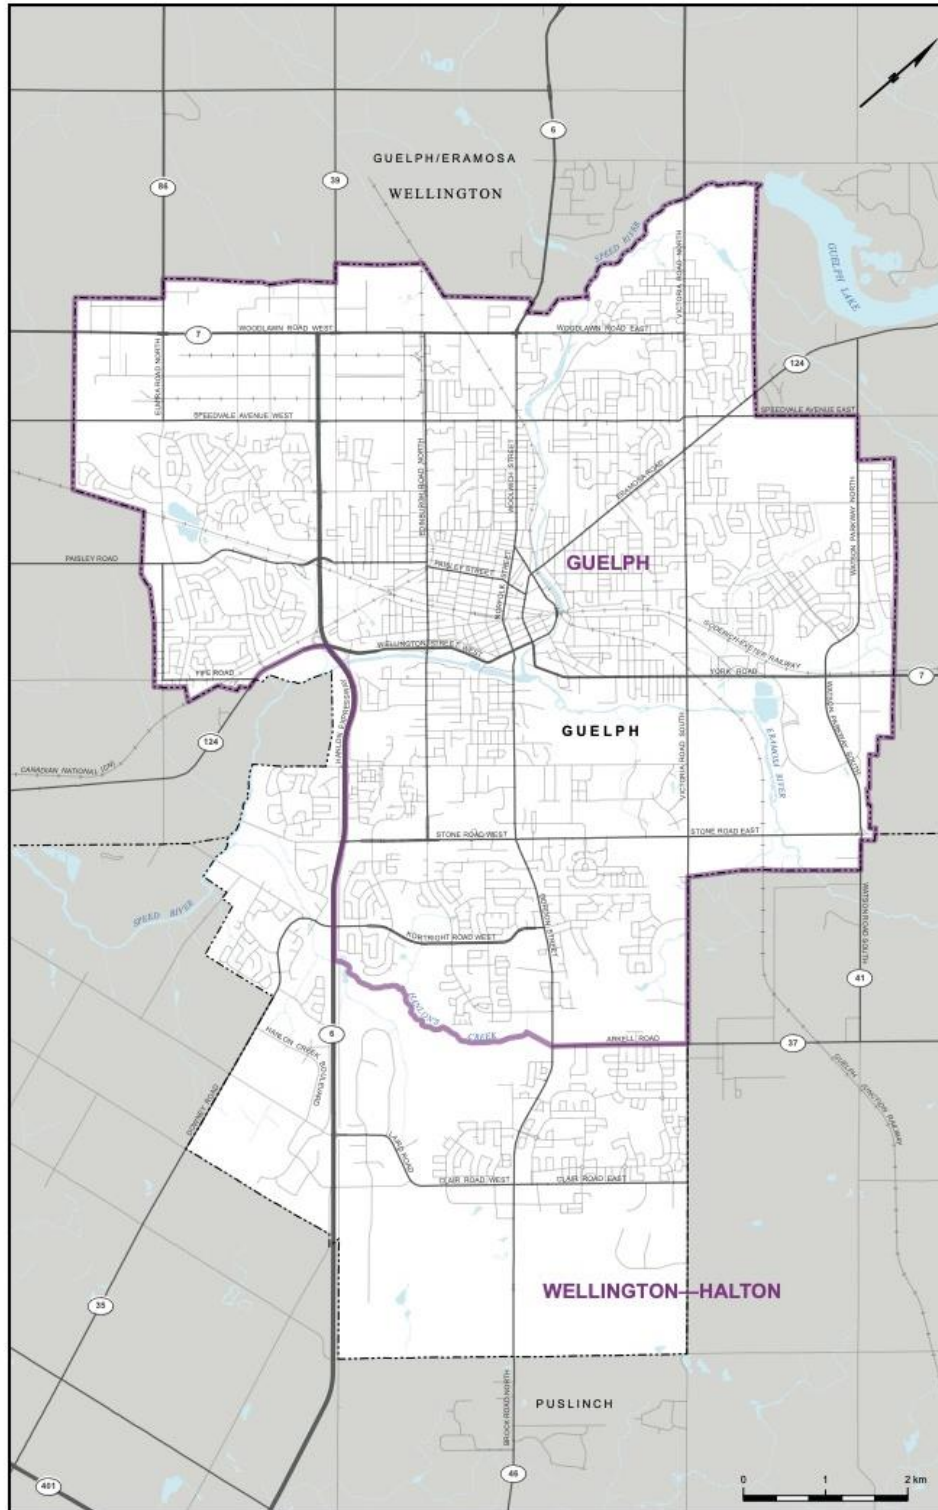 6
GUELPH/ERAMOSA
WELLINGTON
86
39
SPEED RIVER
VICTORIA ROAD NORTH
GUELPH LAKE
7
WOODLAWN ROAD WEST
WOODLAWN ROAD EAST
ELMIRA ROAD NORTH
124
SPEEDVALE AVENUE WEST
SPEEDVALE AVENUE EAST
EDINBURGH ROAD NORTH
WOOLWICH STREET
ERAMOSA ROAD
WATSON PARKWAY NORTH
PAISLEY ROAD
PAISLEY STREET
NORFOLK STREET
GUELPH
GODERICH-EXETER RAILWAY
WELLINGTON STREET WEST
FIFE ROAD
YORK ROAD
7
HANLON EXPRESSWAY
WATSON PARKWAY SOUTH
GUELPH
VICTORIA ROAD SOUTH
ERAMOSA RIVER
124
CANADIAN NATIONAL (CN)
STONE ROAD WEST
STONE ROAD EAST
SPEED RIVER
GORDON STREET
KORTRIGHT ROAD WEST
WATSON ROAD SOUTH
41
HANLON'S
CREEK
ARKELL ROAD
37
6
HANLON CREEK
BOULEVARD
DOWNEY ROAD
GUELPH JUNCTION RAILWAY
LAIRD ROAD
CLAIR ROAD WEST
CLAIR ROAD EAST
WELLINGTON—HALTON
35
BROCK ROAD NORTH
PUSLINCH
46
401
0 1 2 km